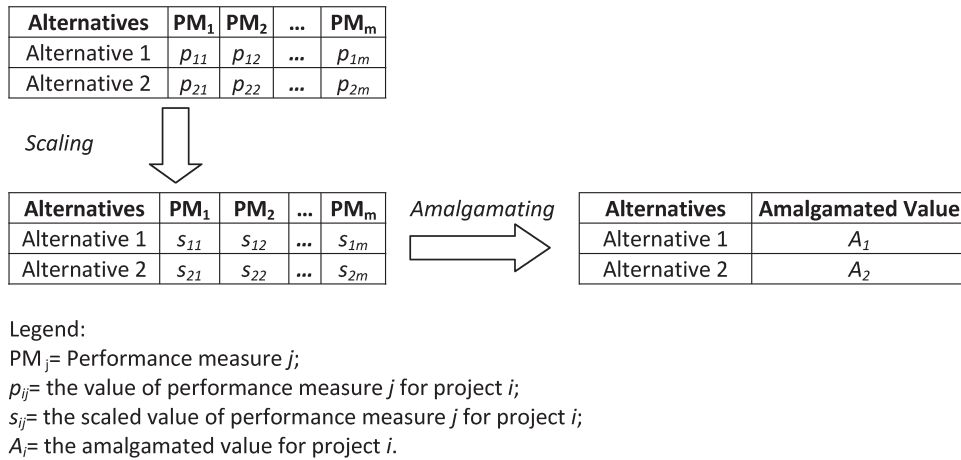 Alternatives PM₁ PM₂ ... PMₘ
Alternative 1 p₁₁ p₁₂ ... p₁ₘ
Alternative 2 p₂₁ p₂₂ ... p₂ₘ
Scaling
Alternatives PM₁ PM₂ ... PMₘ
Alternative 1 s₁₁ s₁₂ ... s₁ₘ
Alternative 2 s₂₁ s₂₂ ... s₂ₘ
Amalgamating
Alternatives Amalgamated Value
Alternative 1 A₁
Alternative 2 A₂
Legend:
PM ⱼ= Performance measure j;
pᵢⱼ= the value of performance measure j for project i;
sᵢⱼ= the scaled value of performance measure j for project i;
Aᵢ= the amalgamated value for project i.